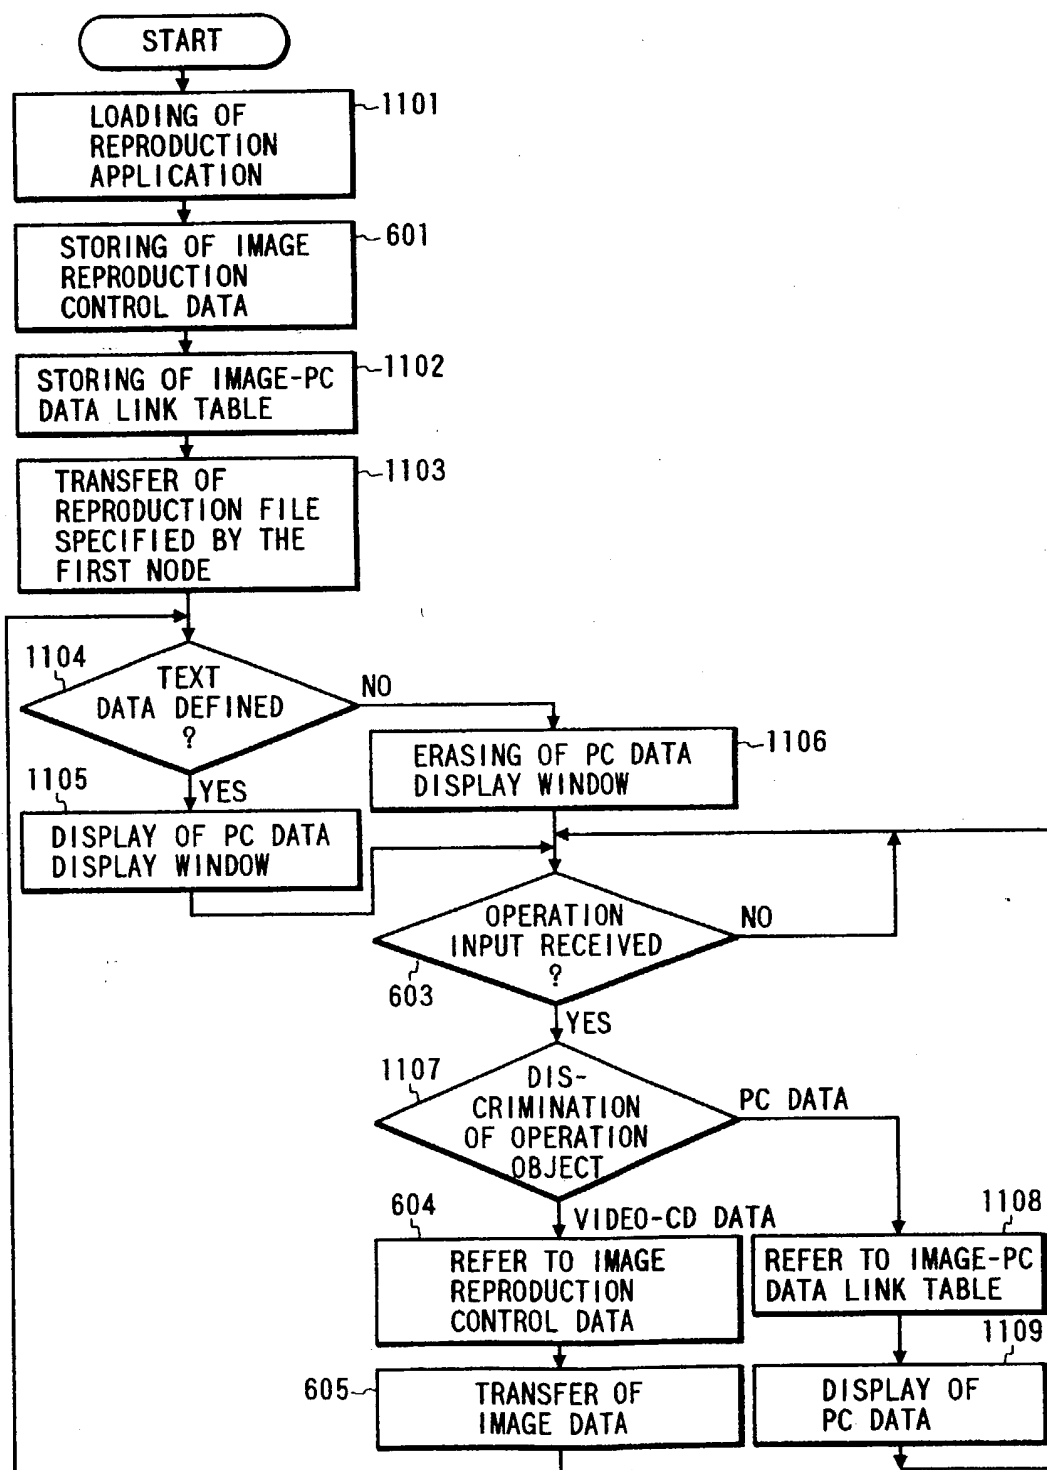 START
LOADING OF
REPRODUCTION
APPLICATION
1101
STORING OF IMAGE
REPRODUCTION
CONTROL DATA
601
STORING OF IMAGE-PC
DATA LINK TABLE
1102
TRANSFER OF
REPRODUCTION FILE
SPECIFIED BY THE
FIRST NODE
1103
1104
TEXT
DATA DEFINED
?
NO
YES
1105
DISPLAY OF PC DATA
DISPLAY WINDOW
ERASING OF PC DATA
DISPLAY WINDOW
1106
OPERATION
INPUT RECEIVED
?
NO
603
YES
1107
DIS-
CRIMINATION
OF OPERATION
OBJECT
PC DATA
VIDEO-CD DATA
604
REFER TO IMAGE
REPRODUCTION
CONTROL DATA
1108
REFER TO IMAGE-PC
DATA LINK TABLE
605
TRANSFER OF
IMAGE DATA
1109
DISPLAY OF
PC DATA